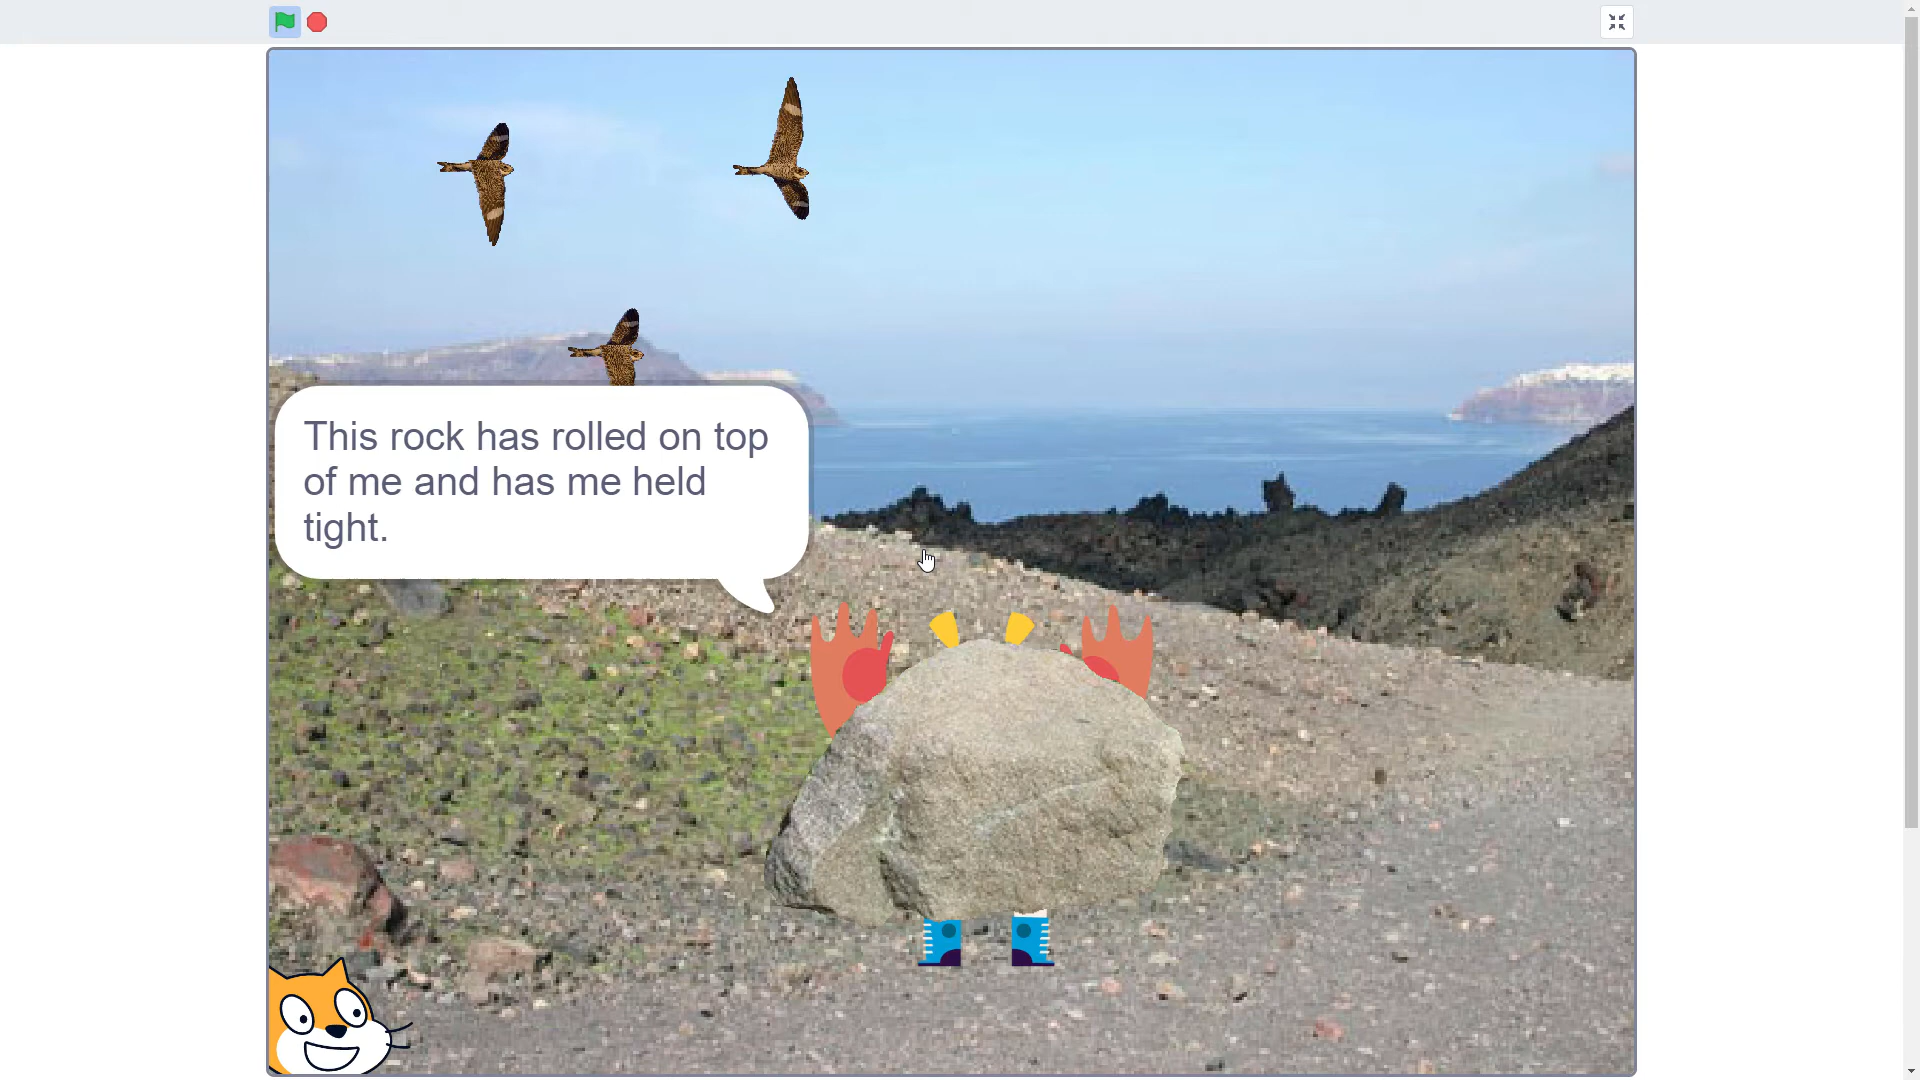 This rock has rolled on top
of me and has me held
tight.